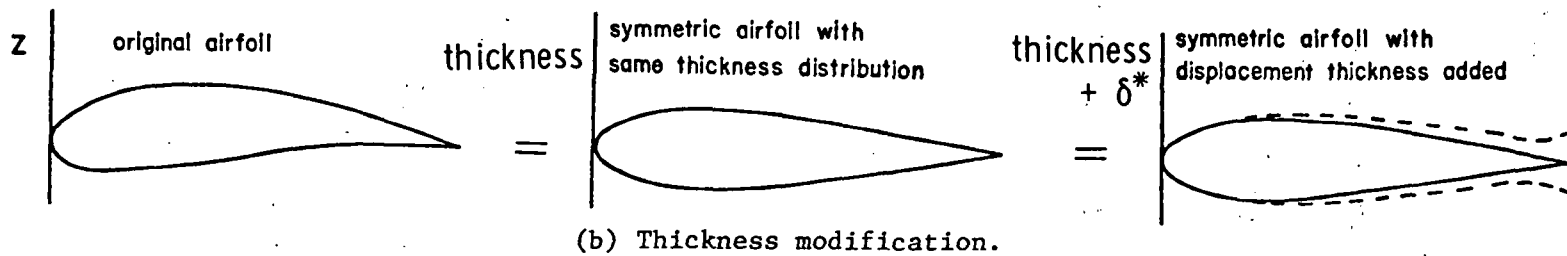 z
original airfoil
thickness
symmetric airfoil with
same thickness distribution
=
thickness
+ δ*
symmetric airfoil with
displacement thickness added
=
(b) Thickness modification.